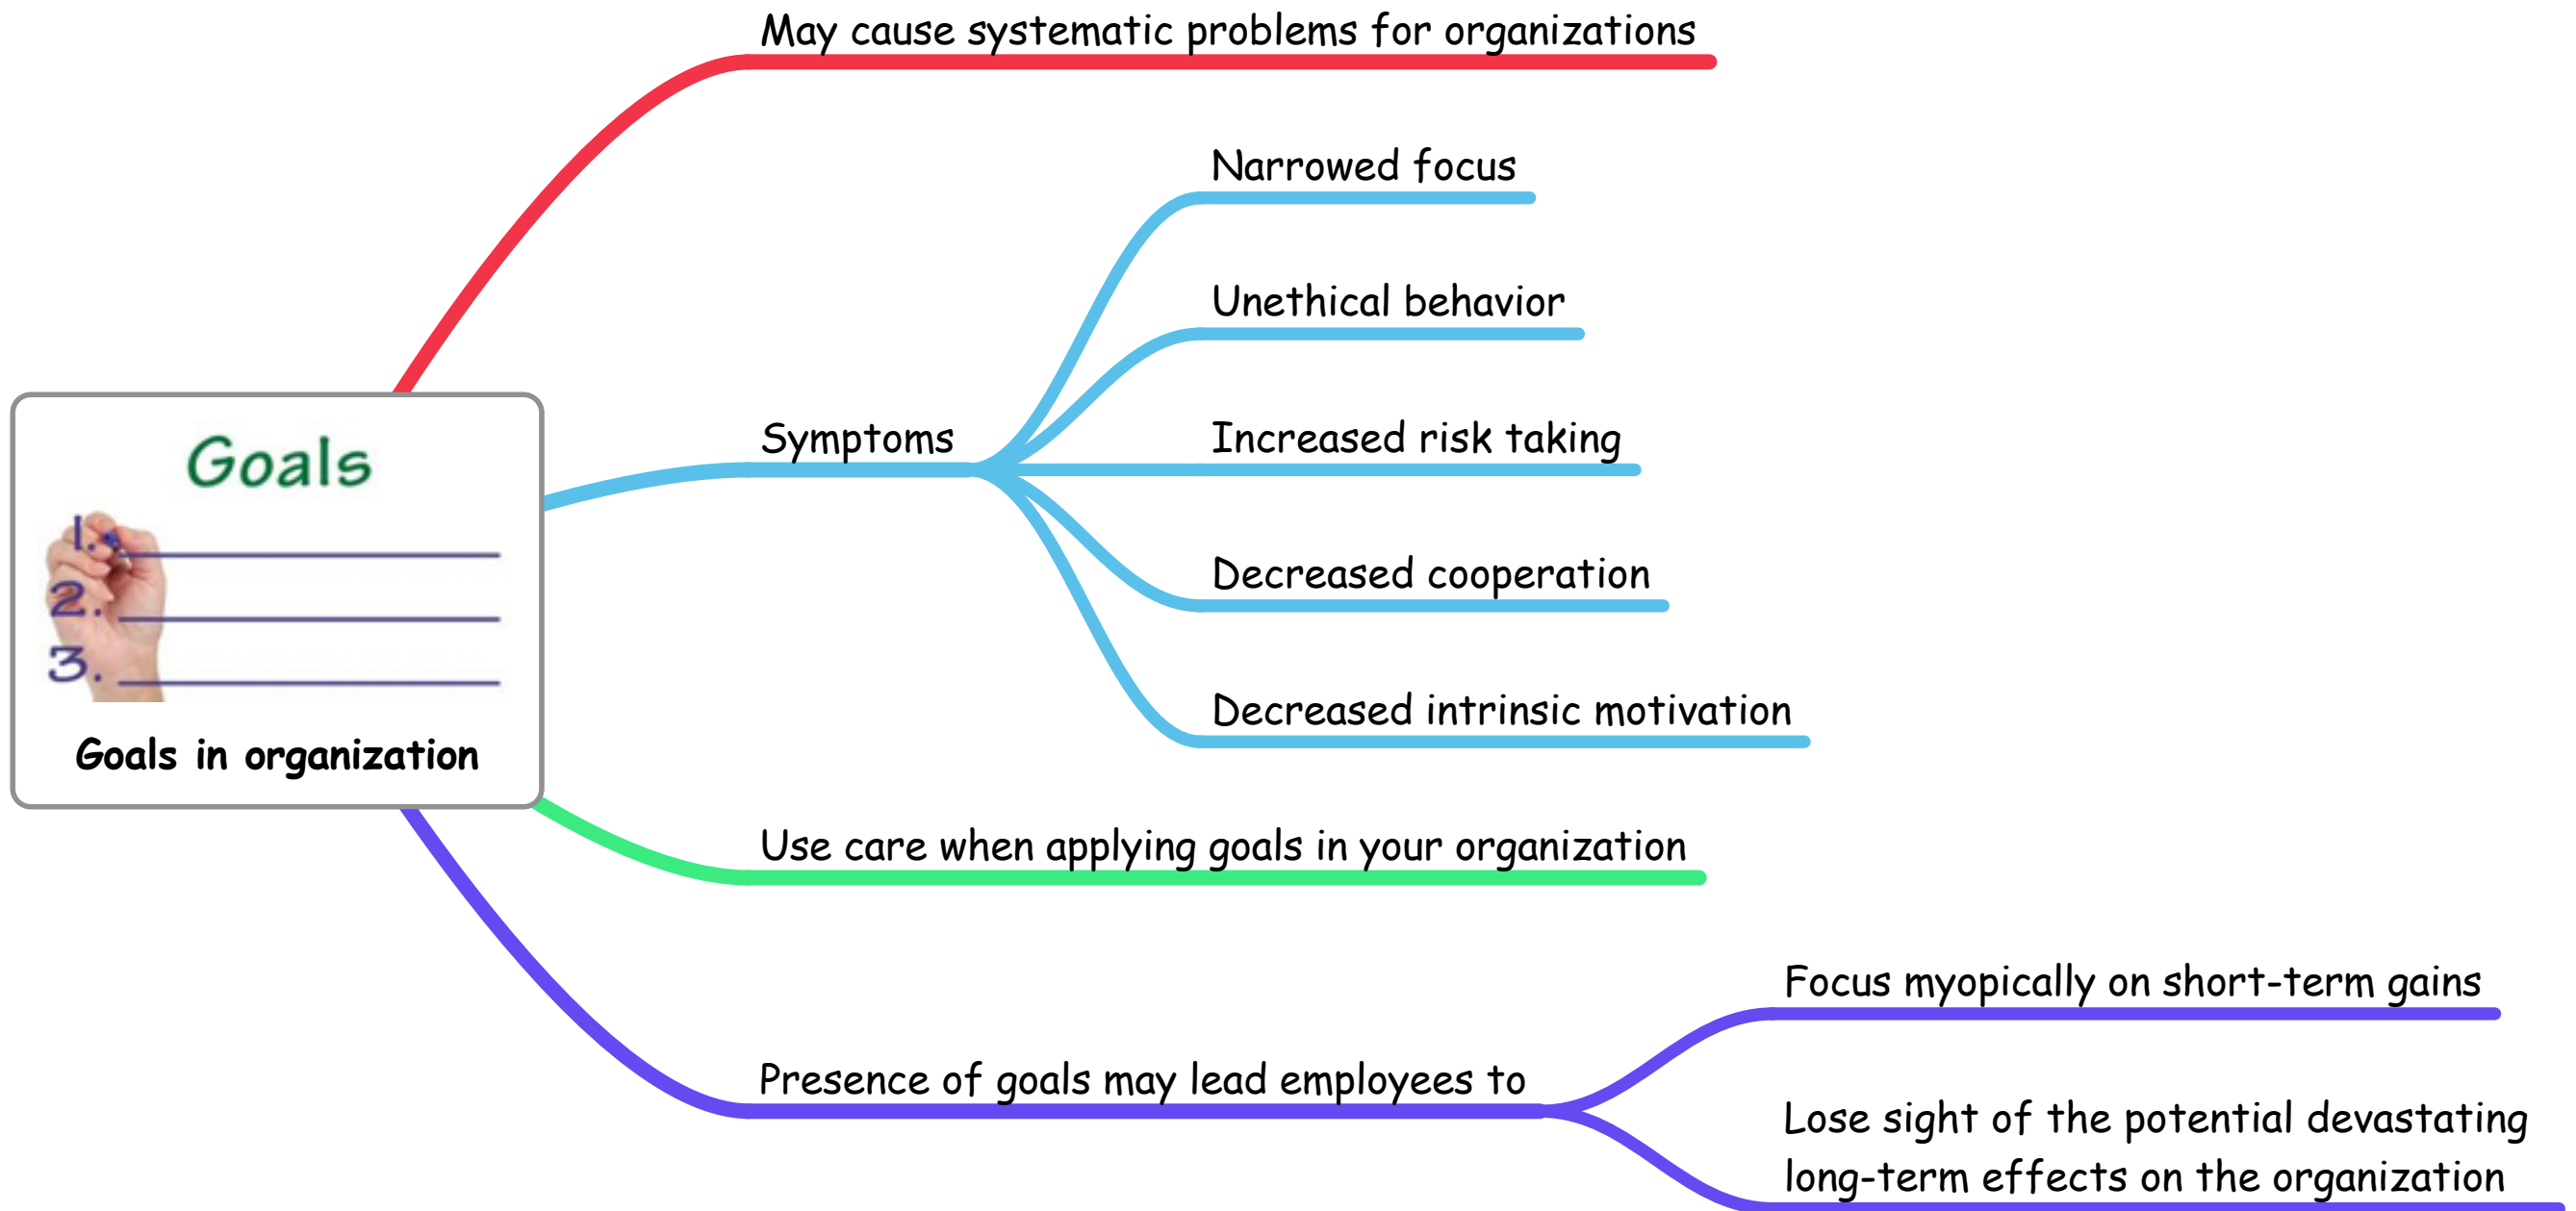 May cause systematic problems for organizations
Narrowed focus
Unethical behavior
Symptoms
Increased risk taking
Decreased cooperation
Decreased intrinsic motivation
Goals
1.
2.
3.
Goals in organization
Use care when applying goals in your organization
Presence of goals may lead employees to
Focus myopically on short-term gains
Lose sight of the potential devastating
long-term effects on the organization